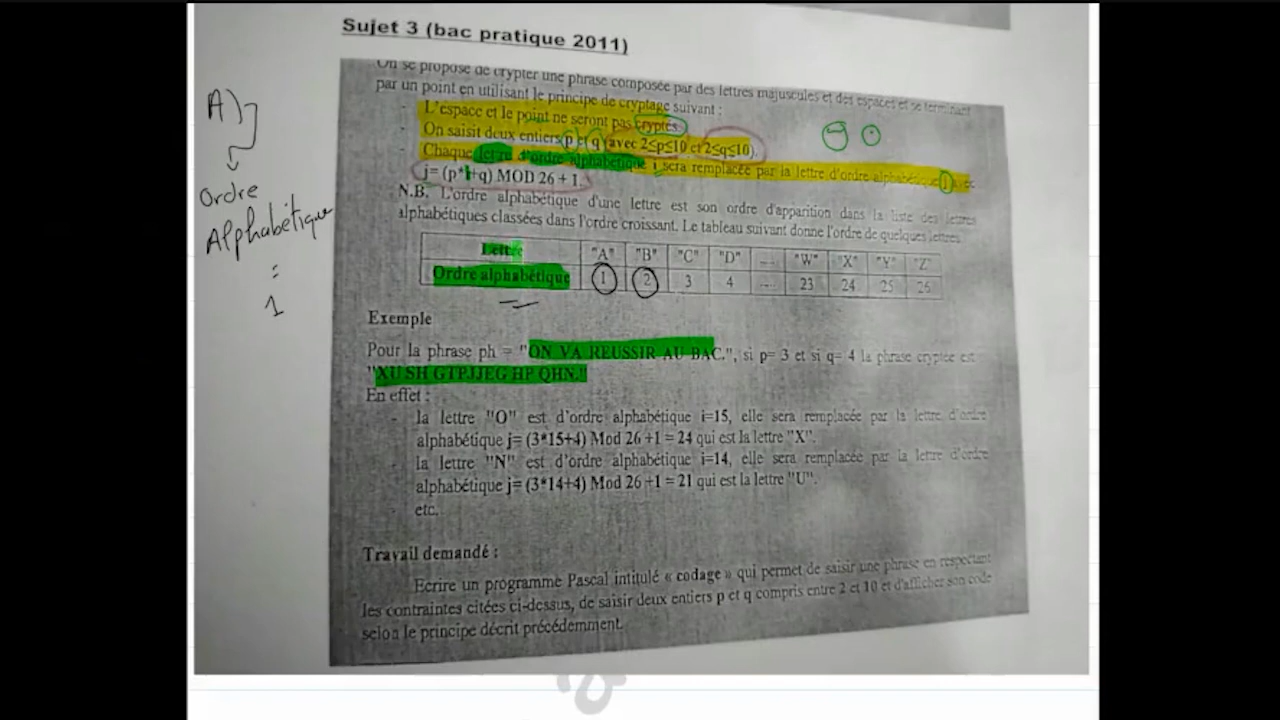 Sujet 3 (bac pratique 2011)
On se propose de crypter une phrase composée par des lettres majuscules et des espaces et se terminant
par un point en utilisant le principe de cryptage suivant :
- L'espace et le point ne seront pas cryptés.
- On saisit deux entiers p et q (avec 2≤p≤10 et 2≤q≤10).
- Chaque lettre d'ordre alphabétique i sera remplacée par la lettre d'ordre alphabétique j avec
j= (p*i+q) MOD 26 + 1.
N.B. L'ordre alphabétique d'une lettre est son ordre d'apparition dans la liste des lettres
alphabétiques classées dans l'ordre croissant. Le tableau suivant donne l'ordre de quelques lettres
Lettre "A" "B" "C" "D" .... "W" "X" "Y" "Z"
Ordre alphabétique 1 2 3 4 .... 23 24 25 26
A)
Ordre
Alphabétique
:
1
Exemple
Pour la phrase ph = "ON VA REUSSIR AU BAC.", si p= 3 et si q= 4 la phrase cryptée est
"XU SH GTPJJEG HP QHN."
En effet :
- la lettre "O" est d'ordre alphabétique i=15, elle sera remplacée par la lettre d'ordre
alphabétique j= (3*15+4) Mod 26 +1 = 24 qui est la lettre "X".
- la lettre "N" est d'ordre alphabétique i=14, elle sera remplacée par la lettre d'ordre
alphabétique j= (3*14+4) Mod 26 +1 = 21 qui est la lettre "U".
- etc.
Travail demandé :
Ecrire un programme Pascal intitulé « codage » qui permet de saisir une phrase en respectant
les contraintes citées ci-dessus, de saisir deux entiers p et q compris entre 2 et 10 et d'afficher son code
selon le principe décrit précédemment.